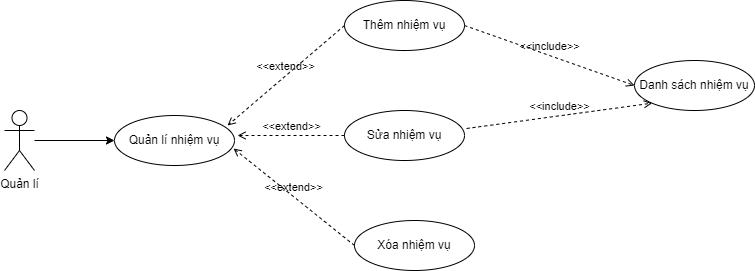 Thêm nhiệm vụ
<<include>>
<<extend>>
Danh sách nhiệm vụ
<<include>>
<<extend>>
Sửa nhiệm vụ
Quản lí nhiệm vụ
Quản lí
<<extend>>
Xóa nhiệm vụ